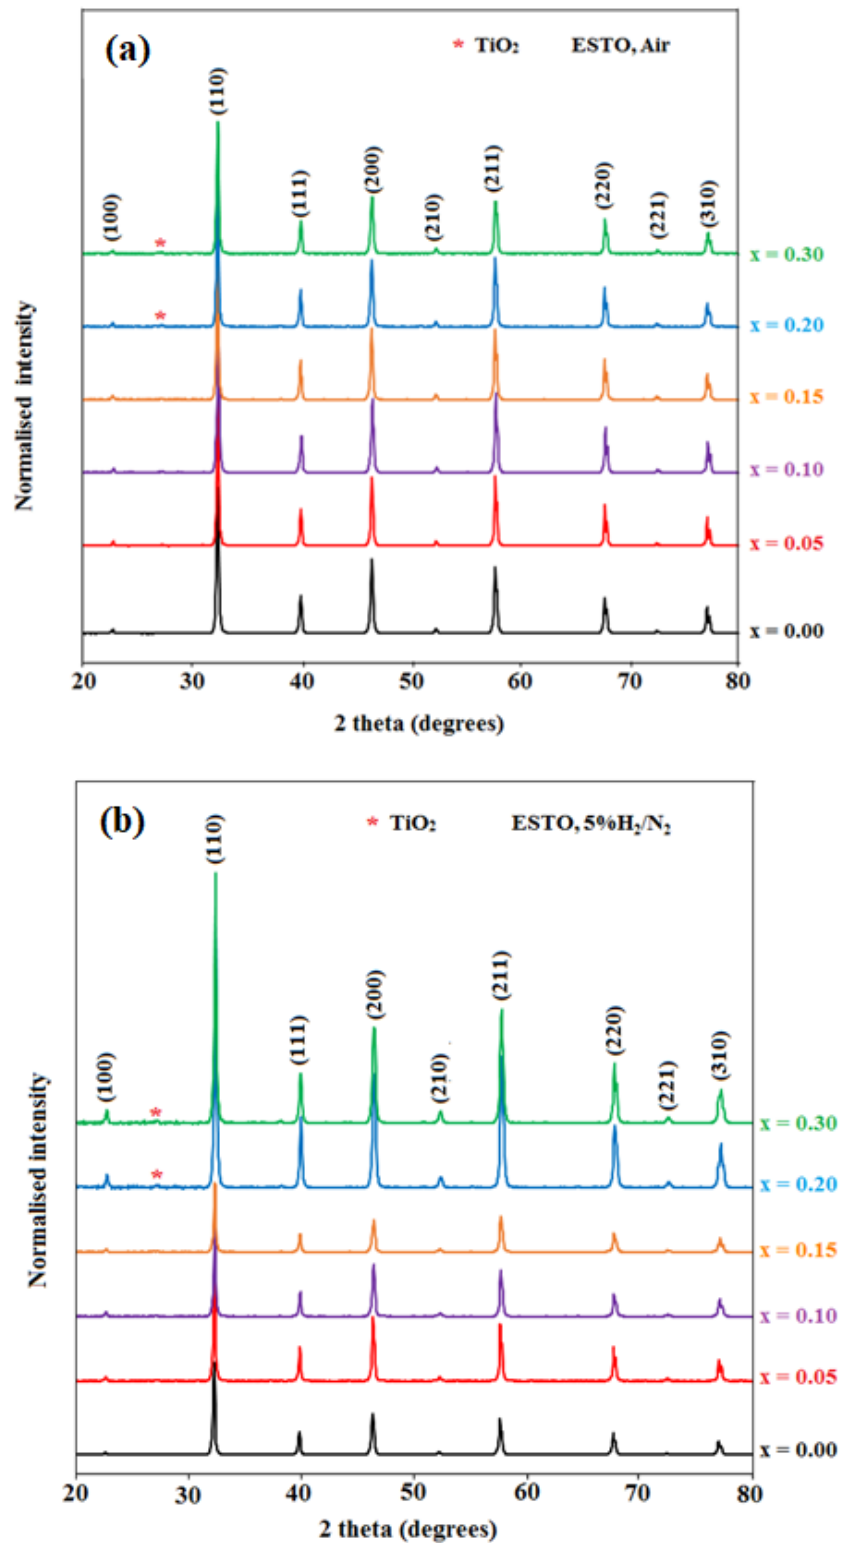 (a)
* TiO₂ ESTO, Air
(110)
(100)
(111)
(200)
(210)
(211)
(220)
(221)
(310)
*
*
x = 0.30
x = 0.20
x = 0.15
x = 0.10
x = 0.05
x = 0.00
Normalised intensity
20 30 40 50 60 70 80
2 theta (degrees)
(b)
* TiO₂ ESTO, 5%H₂/N₂
(110)
(100)
(111)
(200)
(210)
(211)
(220)
(221)
(310)
*
*
x = 0.30
x = 0.20
x = 0.15
x = 0.10
x = 0.05
x = 0.00
Normalised intensity
20 30 40 50 60 70 80
2 theta (degrees)